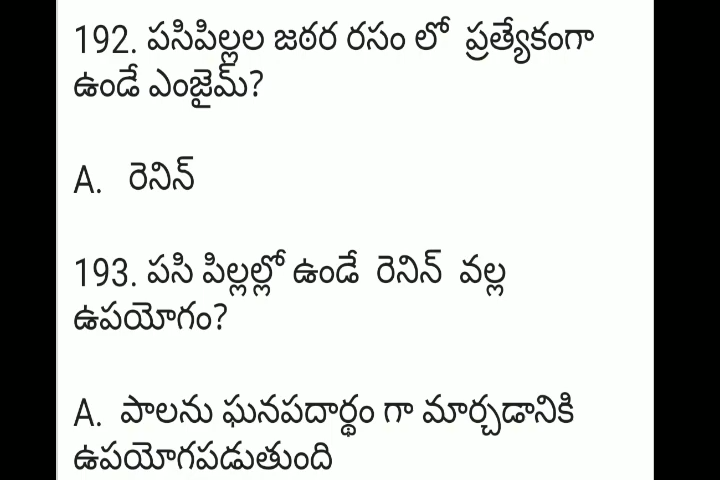 192. పసిపిల్లల జఠర రసం లో ప్రత్యేకంగా
ఉండే ఎంజైమ్?
A. రెనిన్
193. పసి పిల్లల్లో ఉండే రెనిన్ వల్ల
ఉపయోగం?
A. పాలను ఘనపదార్థం గా మార్చడానికి
ఉపయోగపడుతుంది